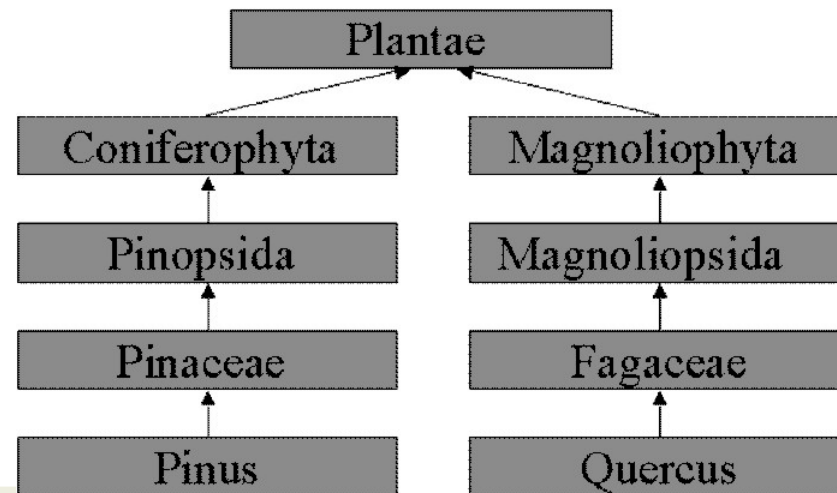 Plantae
Coniferophyta
Magnoliophyta
Pinopsida
Magnoliopsida
Pinaceae
Fagaceae
Pinus
Quercus